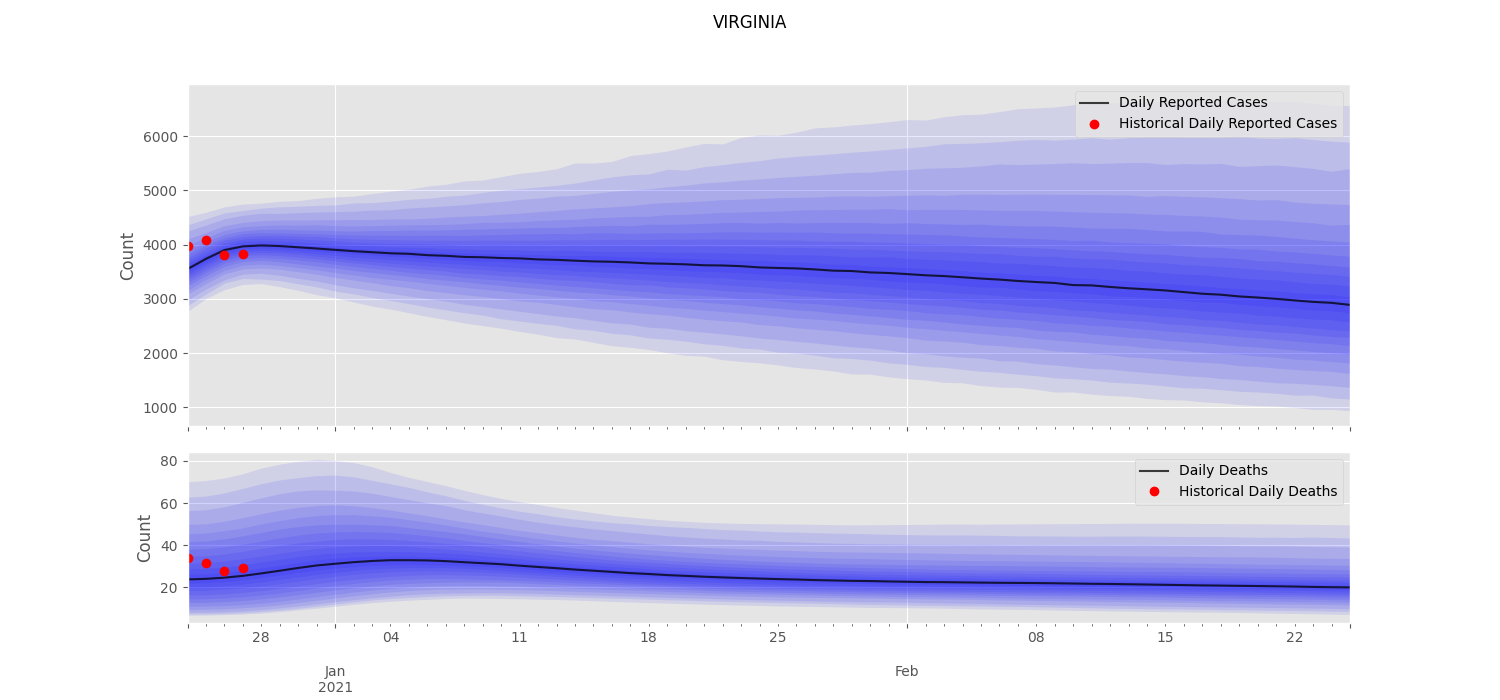 VIRGINIA
Daily Reported Cases
Historical Daily Reported Cases
Count
6000
5000
4000
3000
2000
1000
Daily Deaths
Historical Daily Deaths
Count
80
60
40
20
28 04 11 18 25 08 15 22
Jan Feb
2021